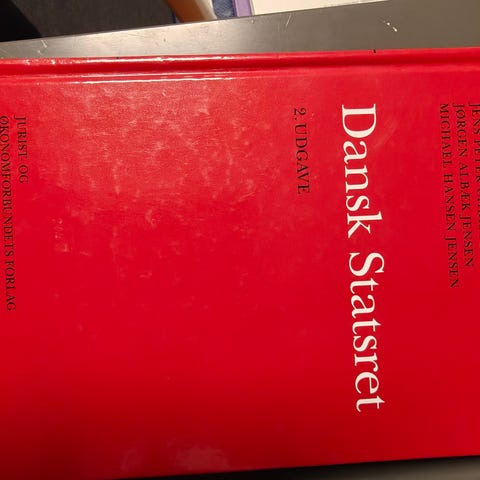 JENS PETER
JØRGEN ALBÆK JENSEN
MICHAEL HANSEN JENSEN
Dansk Statsret
2. UDGAVE
JURIST- OG
ØKONOMFORBUNDETS FORLAG